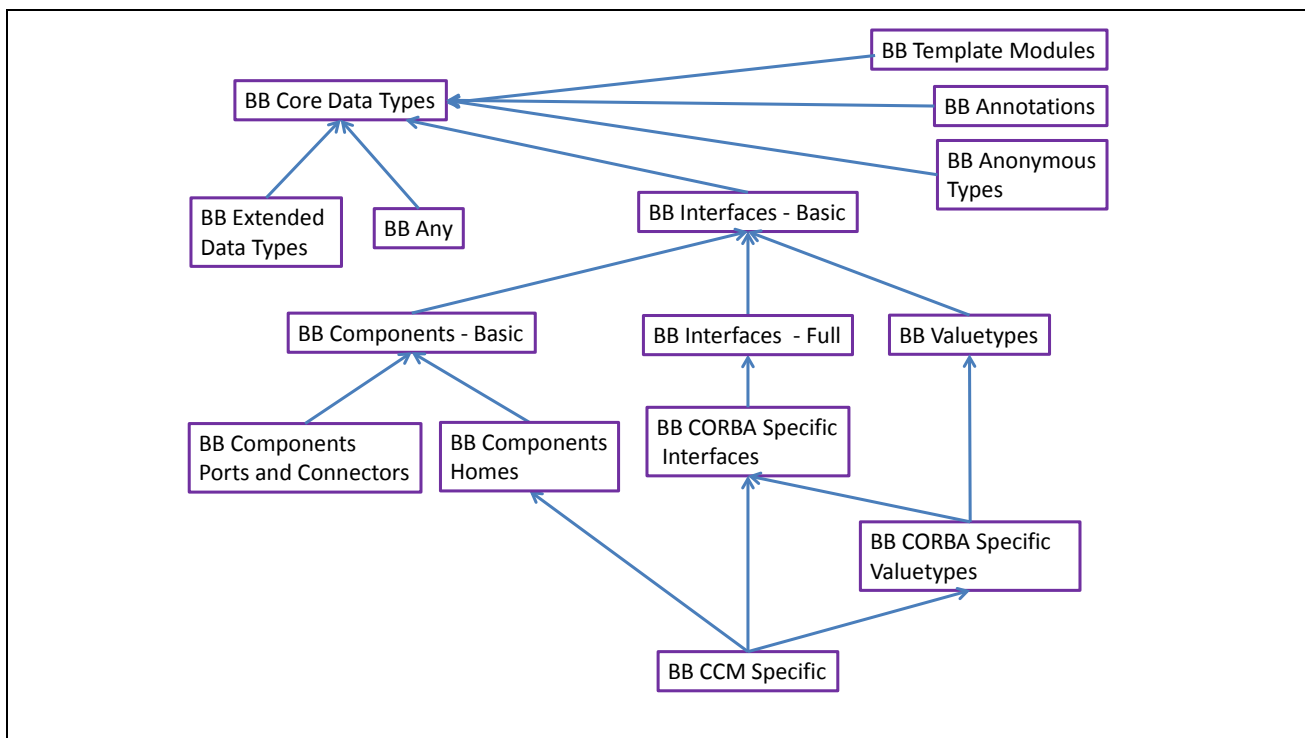 BB Template Modules
BB Core Data Types
BB Annotations
BB Anonymous
Types
BB Extended
Data Types
BB Any
BB Interfaces - Basic
BB Components - Basic
BB Interfaces  - Full
BB Valuetypes
BB Components
Ports and Connectors
BB Components
Homes
BB CORBA Specific
Interfaces
BB CORBA Specific
Valuetypes
BB CCM Specific